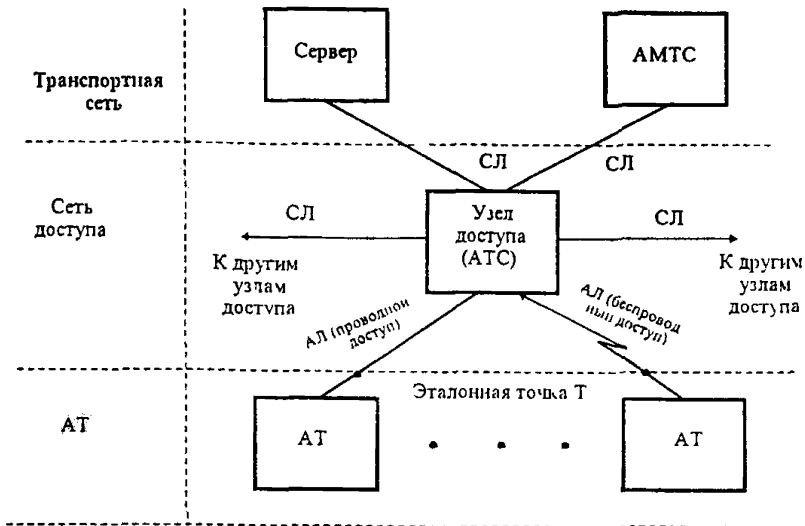 Сервер
АМТС
Транспортная
сеть
СЛ
СЛ
Сеть
доступа
СЛ
Узел
доступа
(АТС)
СЛ
К другим
узлам
доступа
К другим
узлам
доступа
АЛ (проводной
доступ)
АЛ (беспровод
ный доступ)
Эталонная точка Т
АТ
АТ
АТ